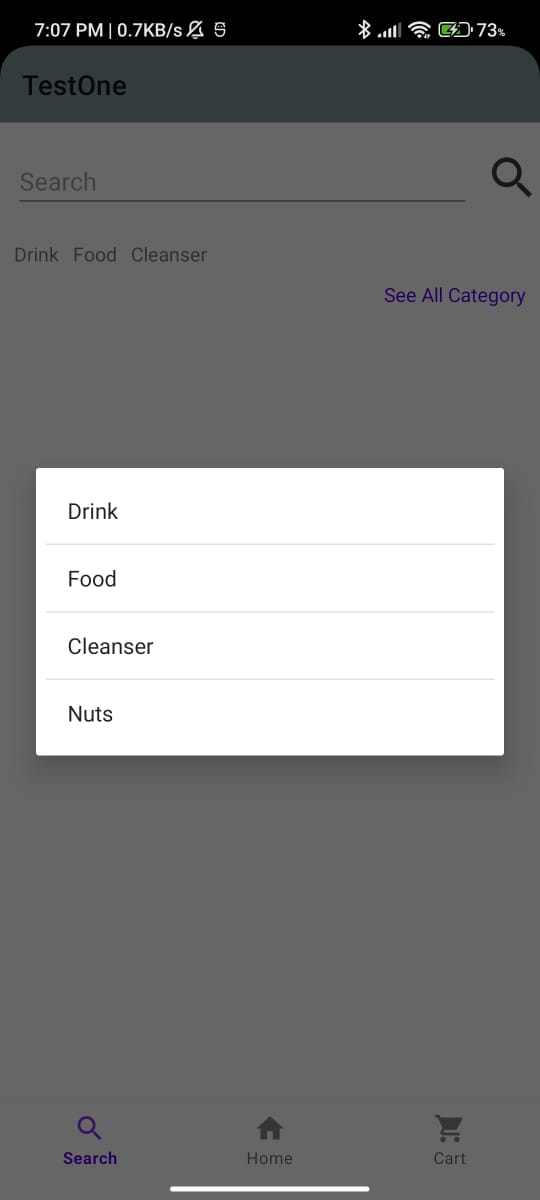 7:07 PM | 0.7KB/s 73%
TestOne
Search
Drink Food Cleanser
See All Category
Drink
Food
Cleanser
Nuts
Search Home Cart